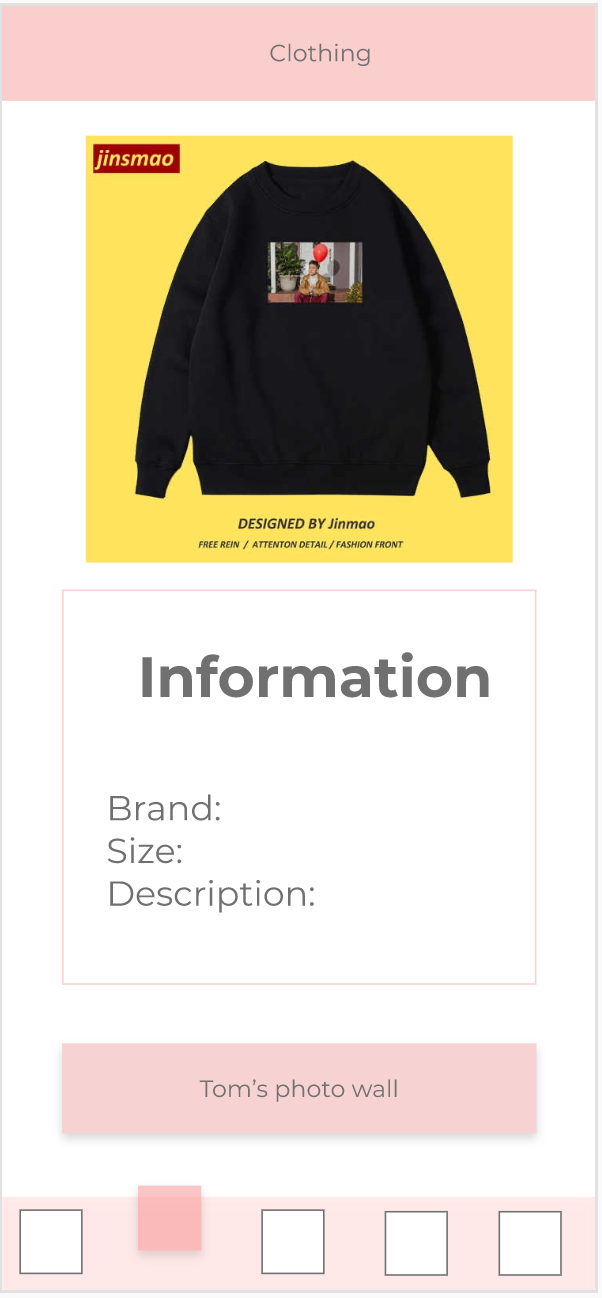 Clothing
jinsmao
DESIGNED BY Jinmao
FREE REIN / ATTENTON DETAIL / FASHION FRONT
Information
Brand:
Size:
Description:
Tom’s photo wall